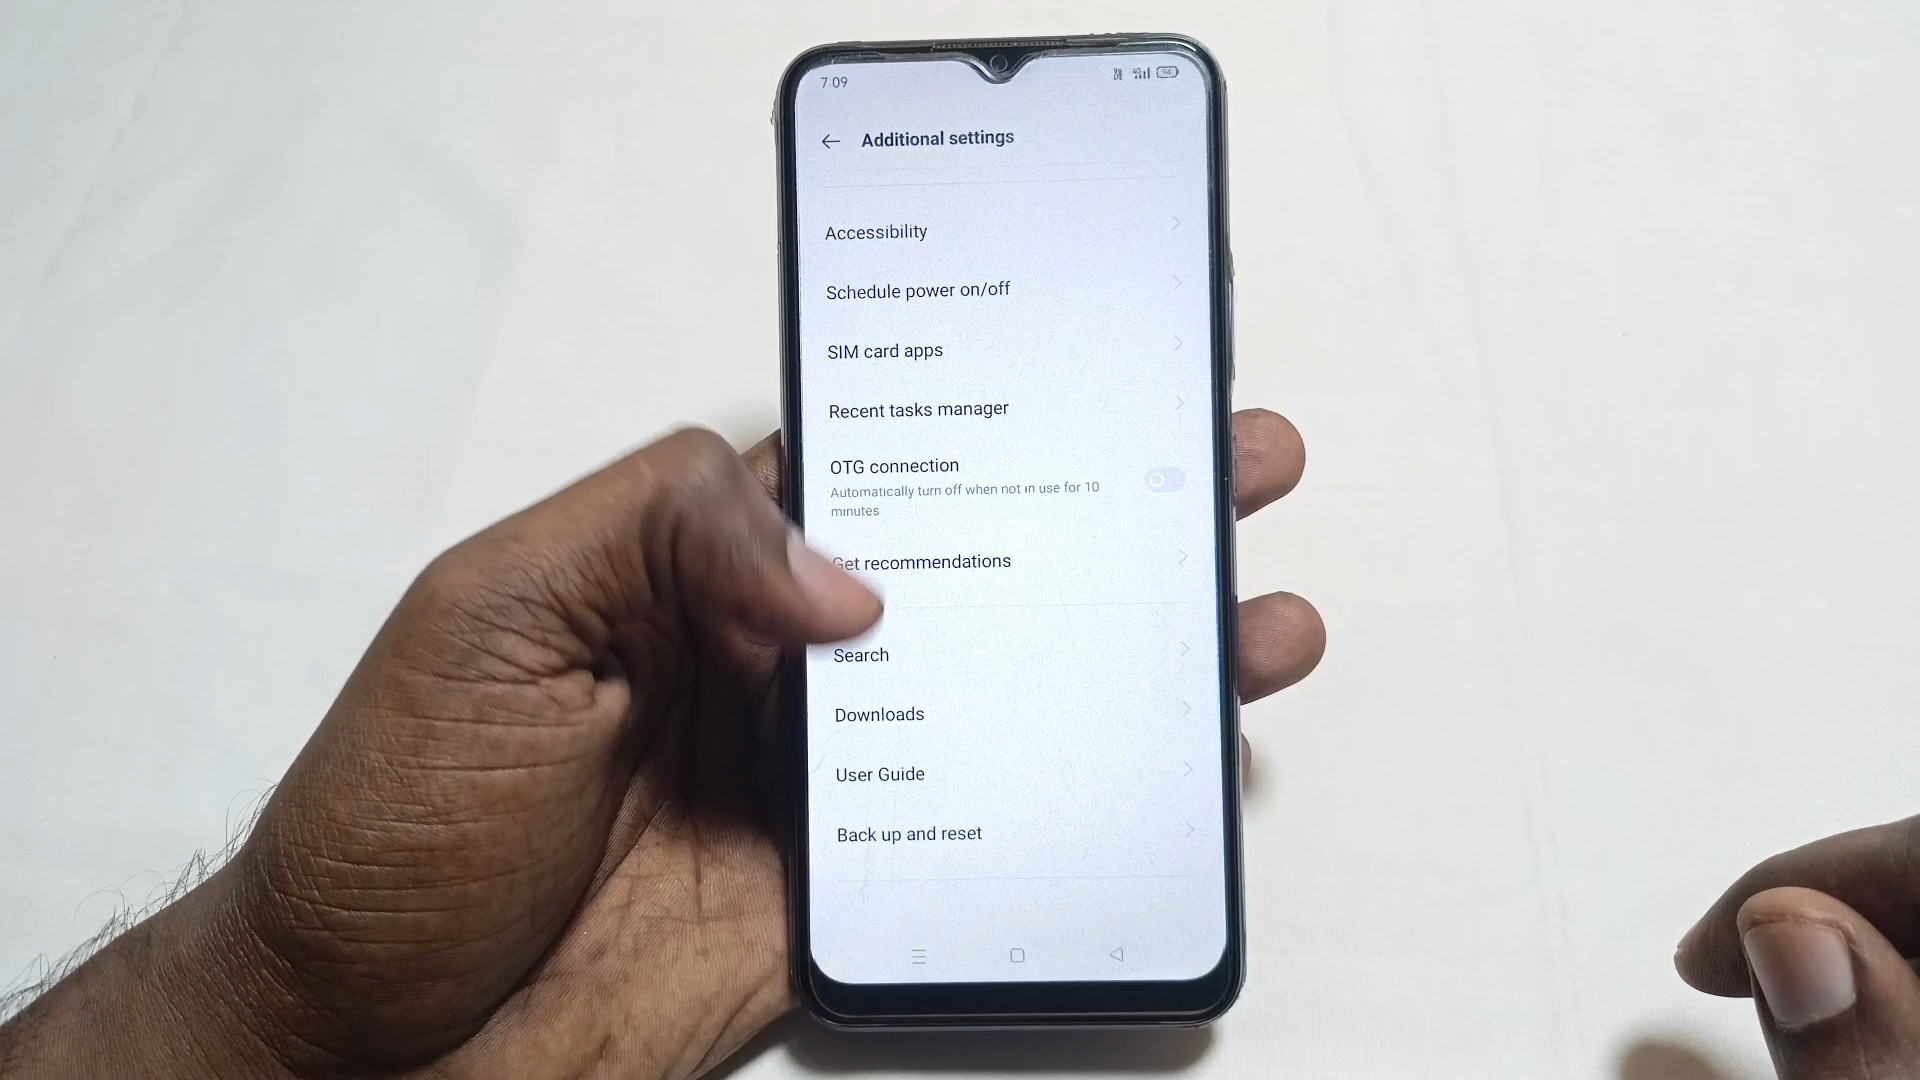 7 09
94
Additional settings
Accessibility
Schedule power on/off
SIM card apps
Recent tasks manager
OTG connection
Automatically turn off when not in use for 10
minutes
Get recommendations
Search
Downloads
User Guide
Back up and reset